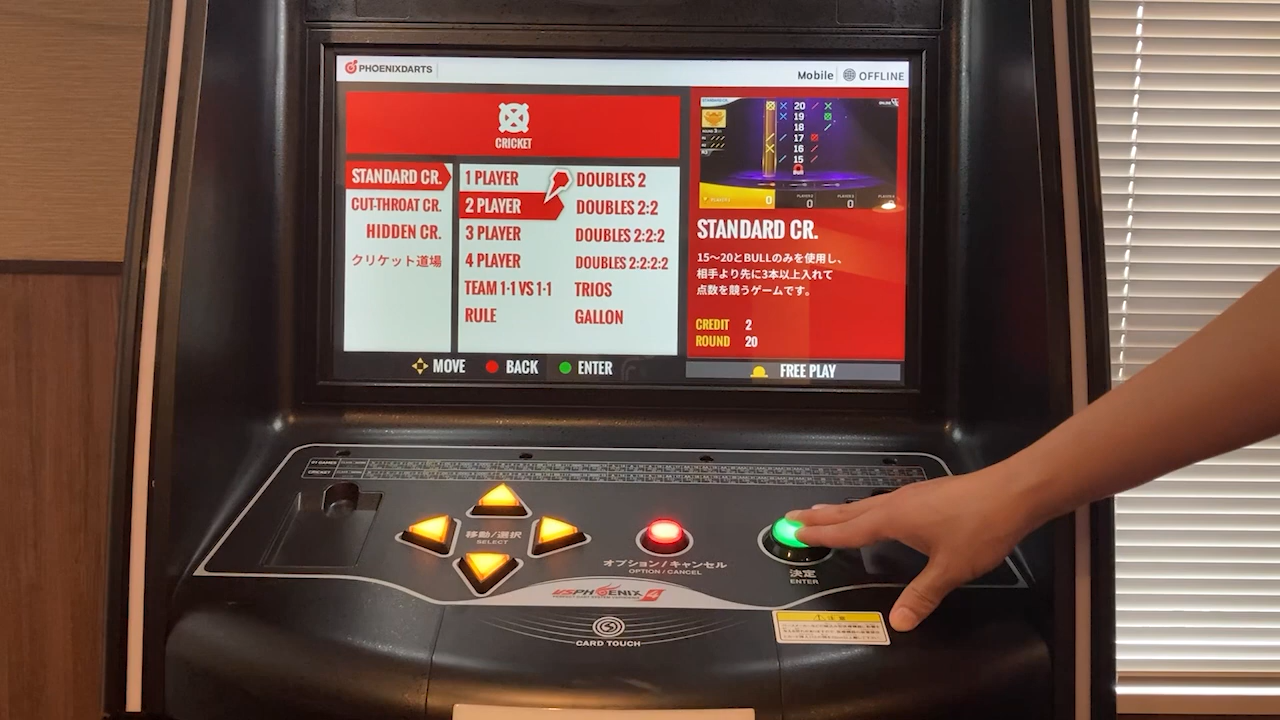 PHOENIXDARTS
Mobile
OFFLINE
CRICKET
STANDARD CR.
CUT-THROAT CR.
HIDDEN CR.
クリケット道場
1 PLAYER
2 PLAYER
3 PLAYER
4 PLAYER
TEAM 1·1 VS 1·1
RULE
DOUBLES 2
DOUBLES 2:2
DOUBLES 2:2:2
DOUBLES 2:2:2:2
TRIOS
GALLON
20
19
18
17
16
15
STANDARD CR.
15〜20とBULLのみを使用し、
相手より先に3本以上入れて
点数を競うゲームです。
CREDIT 2
ROUND 20
MOVE
BACK
ENTER
FREE PLAY
移動/選択
SELECT
オプション/キャンセル
OPTION / CANCEL
決定
ENTER
VSPHOENIX 4
CARD TOUCH
注意